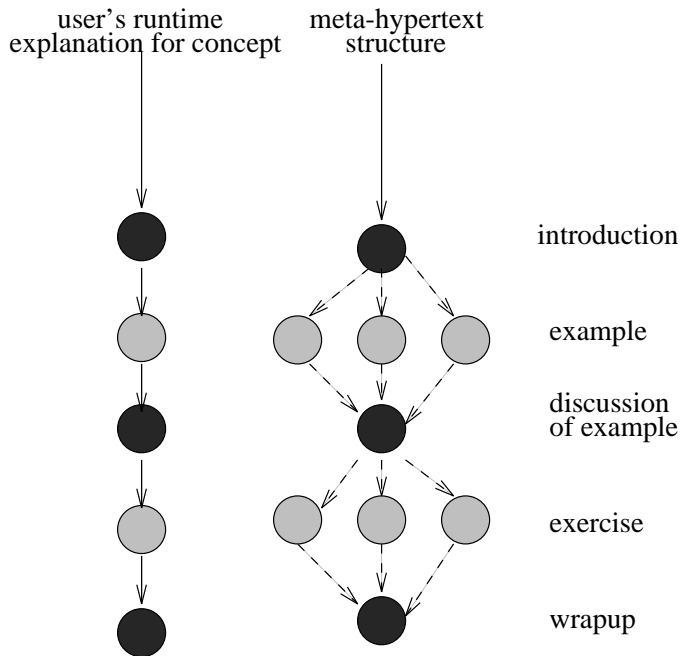 user's runtime
explanation for concept
meta-hypertext
structure
introduction
example
discussion
of example
exercise
wrapup